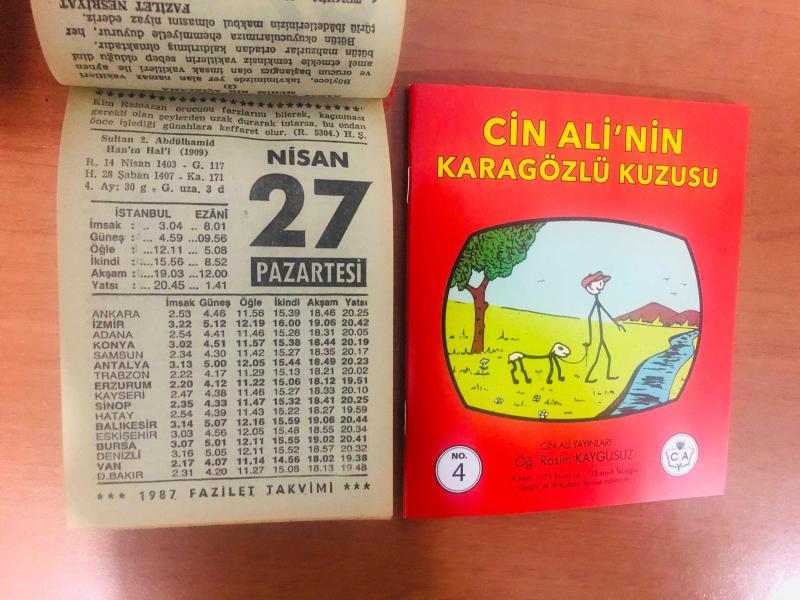 FAZİLET NEŞRİYAT
türlü ibâdetlerinizin makbul olmasını niyaz ederiz.
Bütün okuyucularımıza ehemmiyetle duyurur, her
bütün mahzurlar ortadan kaldırılmış olmaktadır.
amel etmekte temkinsiz vakitlerin sebep olduğu dinî
ve orucun başlangıcı olan imsak vakitleri ile aynen
Böylece, takvimimizde yer alan namaz vakitleri
(3)
Kim Ramazan orucunu farzlarını bilerek, kaçınması
gerekli olan şeylerden uzak durarak tutarsa, bu ondan
önce işlediği günahlara keffaret olur. (R. 5304.) H. Ş.
Sultan 2. Abdülhamid
Han'ın Hal'i (1909)
R. 14 Nisan 1403 - G. 117
H. 28 Şaban 1407 - Ka. 171
4. Ay: 30 g., G. uza. 3 d
NİSAN
27
PAZARTESİ
İSTANBUL EZANÎ
İmsak : .. 3.04 .. 8.01
Güneş : ... 4.59 ...09.56
Öğle : ...12.11 ... 5.08
İkindi : ....15.56 ... 8.52
Akşam : ....19.03 ...12.00
Yatsı : ... 20.45 ... 1.41
İmsak Güneş Öğle İkindi Akşam Yatsı
ANKARA 2.53 4.46 11.56 15.39 18.46 20.25
İZMİR 3.22 5.12 12.19 16.00 19.06 20.42
ADANA 2.54 4.41 11.46 15.26 18.31 20.05
KONYA 3.02 4.51 11.57 15.38 18.44 20.19
SAMSUN 2.34 4.30 11.42 15.27 18.35 20.17
ANTALYA 3.13 5.00 12.05 15.44 18.49 20.23
TRABZON 2.22 4.17 11.29 15.13 18.21 20.02
ERZURUM 2.20 4.12 11.22 15.06 18.12 19.51
KAYSERİ 2.47 4.38 11.46 15.27 18.33 20.10
SİNOP 2.35 4.33 11.47 15.32 18.41 20.25
HATAY 2.54 4.39 11.43 15.22 18.27 19.59
BALIKESİR 3.14 5.07 12.16 15.59 19.06 20.44
ESKİŞEHİR 3.03 4.56 12.05 15.48 18.55 20.34
BURSA 3.07 5.01 12.11 15.55 19.02 20.41
DENİZLİ 3.16 5.05 12.11 15.52 18.57 20.32
VAN 2.17 4.07 11.14 14.56 18.02 19.38
D.BAKIR 2.31 4.20 11.27 15.08 18.13 19 48
*** 1987 FAZİLET TAKVİMİ ***
CİN ALİ'NİN
KARAGÖZLÜ KUZUSU
CİN ALİ YAYINLARI
Öğ. Rasim KAYGUSUZ
NO.
4
C A